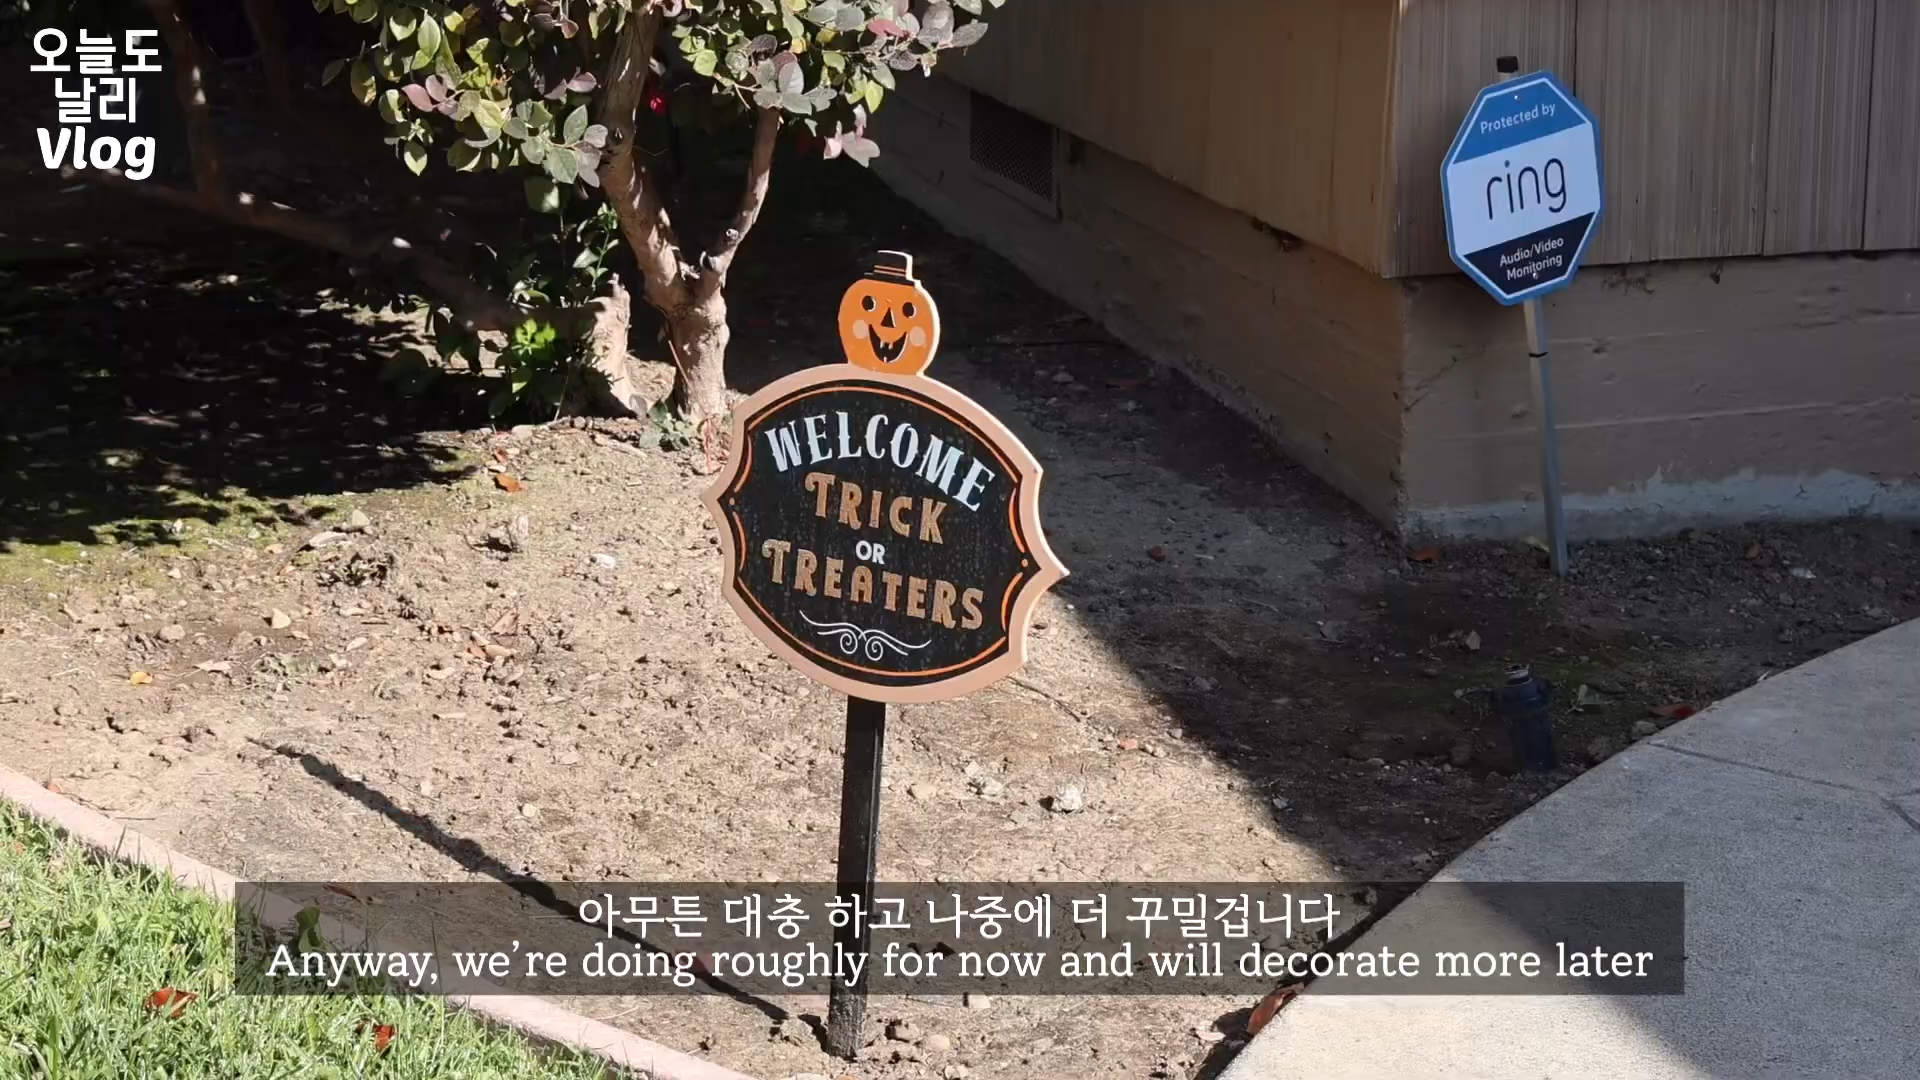 오늘도
날리
Vlog
Protected by
ring
Audio/Video
Monitoring
WELCOME
TRICK
OR
TREATERS
아무튼 대충 하고 나중에 더 꾸밀겁니다
Anyway, we're doing roughly for now and will decorate more later